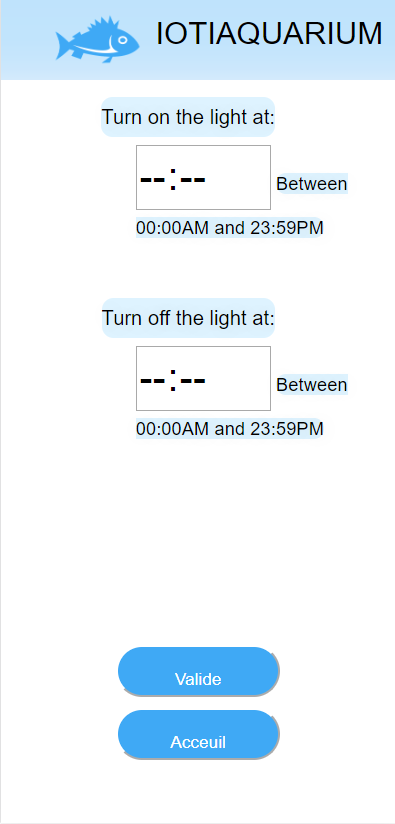 IOTIAQUARIUM
Turn on the light at:
--:-- Between
00:00AM and 23:59PM
Turn off the light at:
--:-- Between
00:00AM and 23:59PM
Valide
Acceuil